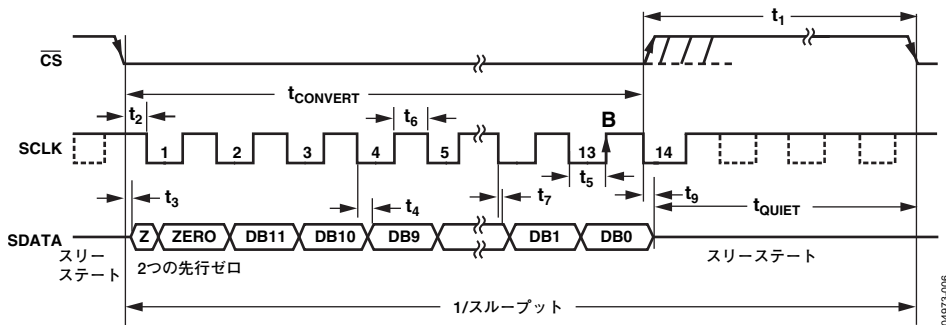 t1
CS
tCONVERT
t2
t6
B
SCLK
1 2 3 4 5 13 14
t3
t4
t7
t5
t9
tQUIET
SDATA
Z ZERO DB11 DB10 DB9 DB1 DB0
スリー
ステート
2つの先行ゼロ
スリーステート
1/スループット
04973-006